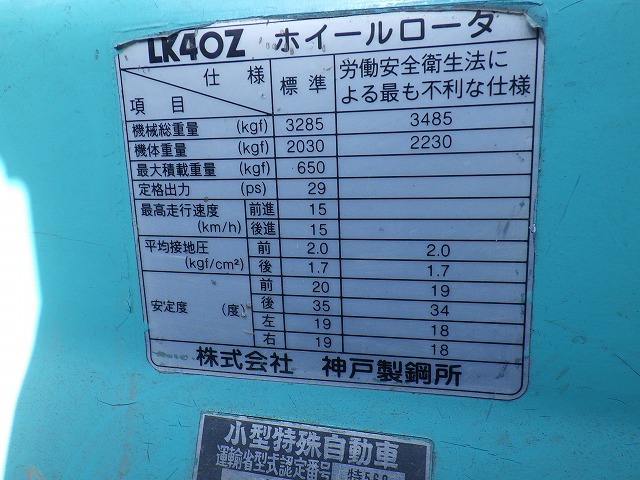 LK40Z ホイールローダ
仕様 標準 労働安全衛生法に
項目 よる最も不利な仕様
機械総重量 (kgf) 3285 3485
機体重量 (kgf) 2030 2230
最大積載重量 (kgf) 650
定格出力 (ps) 29
最高走行速度 前進 15
(km/h) 後進 15
平均接地圧 前 2.0 2.0
(kgf/cm²) 後 1.7 1.7
前 20 19
安定度 (度) 後 35 34
左 19 18
右 19 18
株式会社 神戸製鋼所
小型特殊自動車
運輸省型式認定番号 特560